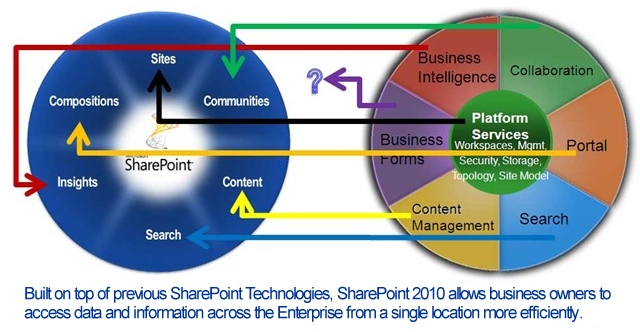 Sites
Compositions
Communities
SharePoint
Insights
Content
Search
?
Business
Intelligence
Collaboration
Platform
Services
Workspaces, Mgmt,
Security, Storage,
Topology, Site Model
Business
Forms
Portal
Content
Management
Search
Built on top of previous SharePoint Technologies, SharePoint 2010 allows business owners to
access data and information across the Enterprise from a single location more efficiently.